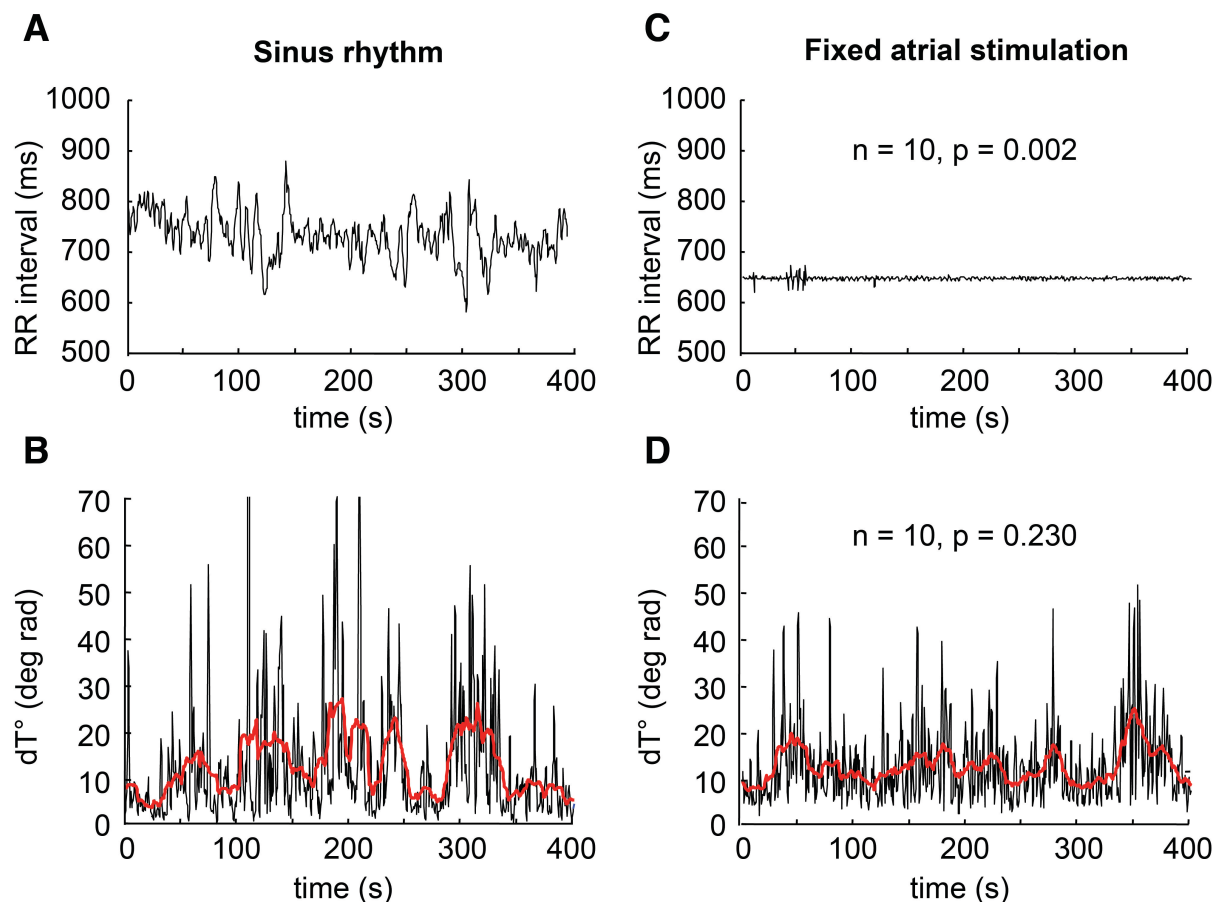 A
Sinus rhythm
RR interval (ms)
1000
900
800
700
600
500
0 100 200 300 400
time (s)
C
Fixed atrial stimulation
n = 10, p = 0.002
RR interval (ms)
1000
900
800
700
600
500
0 100 200 300 400
time (s)
B
dT° (deg rad)
70
60
50
40
30
20
10
0
0 100 200 300 400
time (s)
D
n = 10, p = 0.230
dT° (deg rad)
70
60
50
40
30
20
10
0
0 100 200 300 400
time (s)